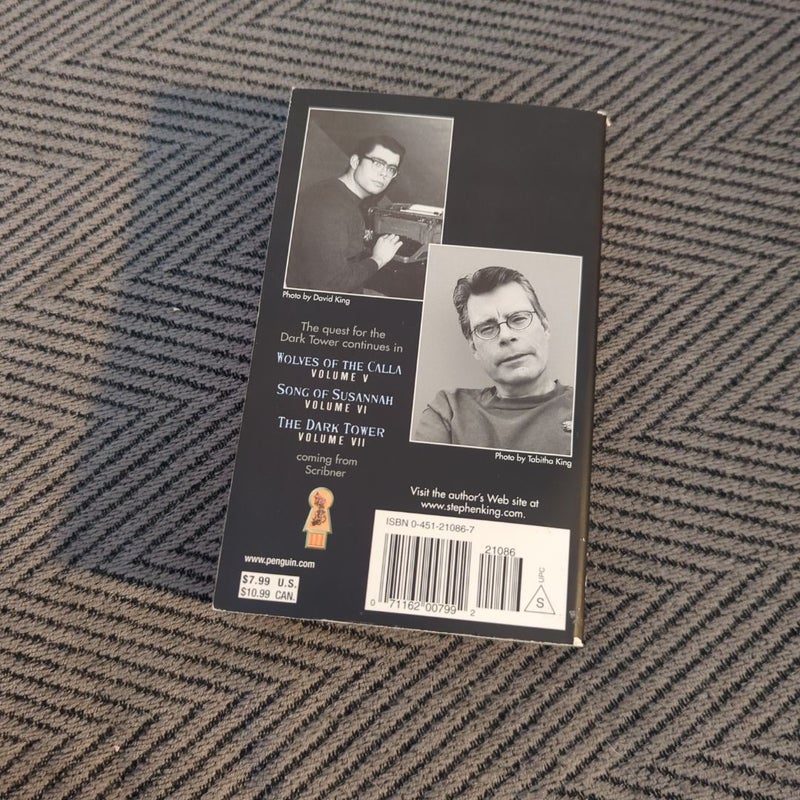 Photo by David King
The quest for the
Dark Tower continues in
WOLVES OF THE CALLA
VOLUME V
SONG OF SUSANNAH
VOLUME VI
THE DARK TOWER
VOLUME VII
coming from
Scribner
III
www.penguin.com
$7.99 U.S.
$10.99 CAN.
Photo by Tabitha King
Visit the author's Web site at
www.stephenking.com.
ISBN 0-451-21086-7
21086
0 71162 00799 2
UPC
S